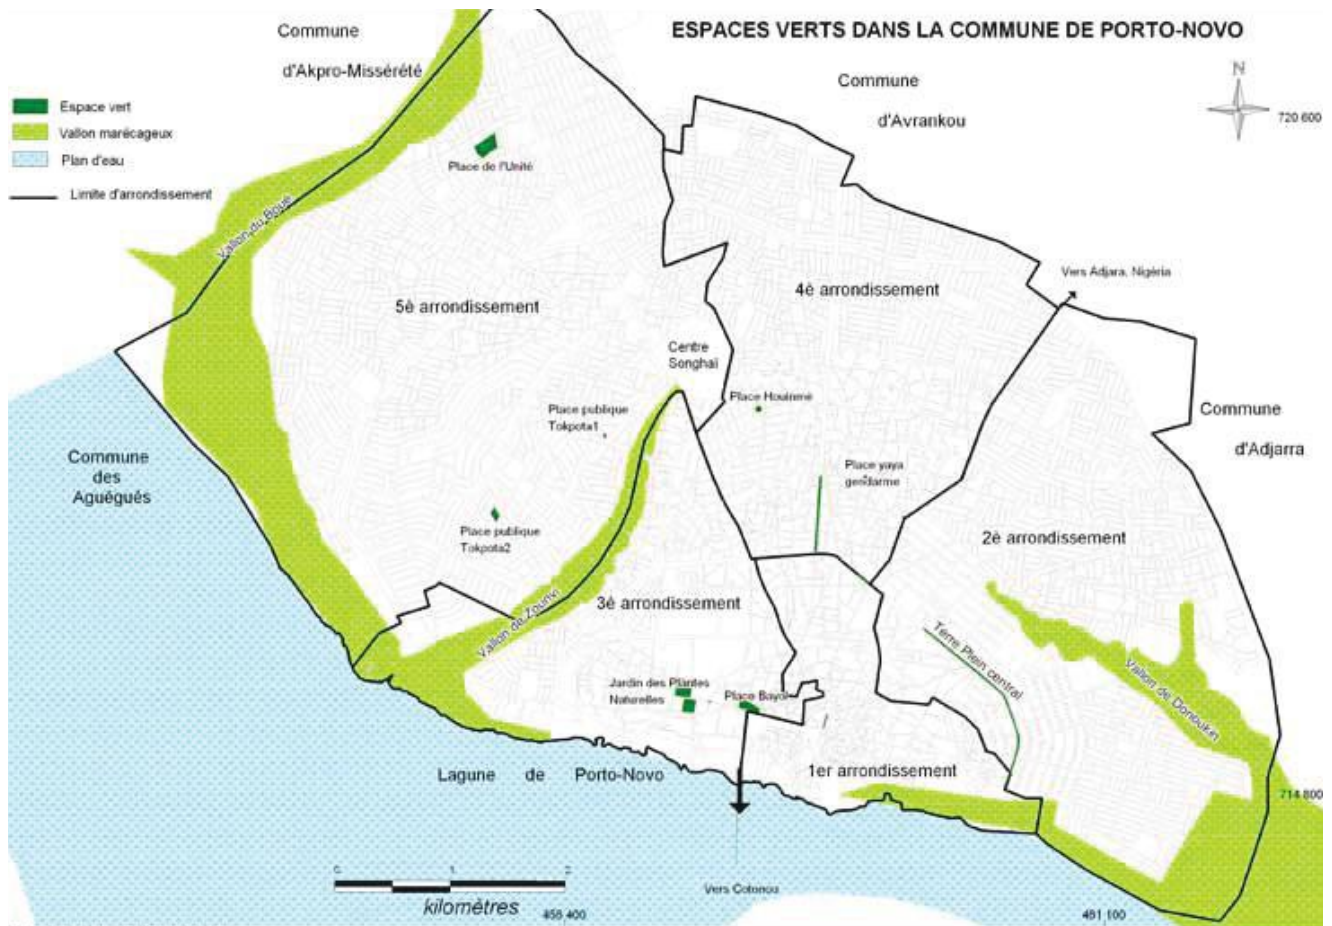 ESPACES VERTS DANS LA COMMUNE DE PORTO-NOVO
Commune
d'Akpro-Missérété
Commune
d'Avrankou
N
720 600
Espace vert
Vallon marécageux
Plan d'eau
Limite d'arrondissement
Place de l'Unité
Vallon du Boué
Vers Adjara, Nigéria
5è arrondissement
4è arrondissement
Centre
Songhaï
Place publique
Tokpota1
Place Houinmè
Commune
d'Adjarra
Commune
des
Aguégués
Place yaya
gendarme
Place publique
Tokpota2
2è arrondissement
3è arrondissement
Vallon de Zounvi
Terre Plein central
Vallon de Donoukin
Jardin des Plantes
Naturelles
Place Bayol
1er arrondissement
Lagune de Porto-Novo
714 800
0 1 2
kilomètres
Vers Cotonou
455 400
461 100